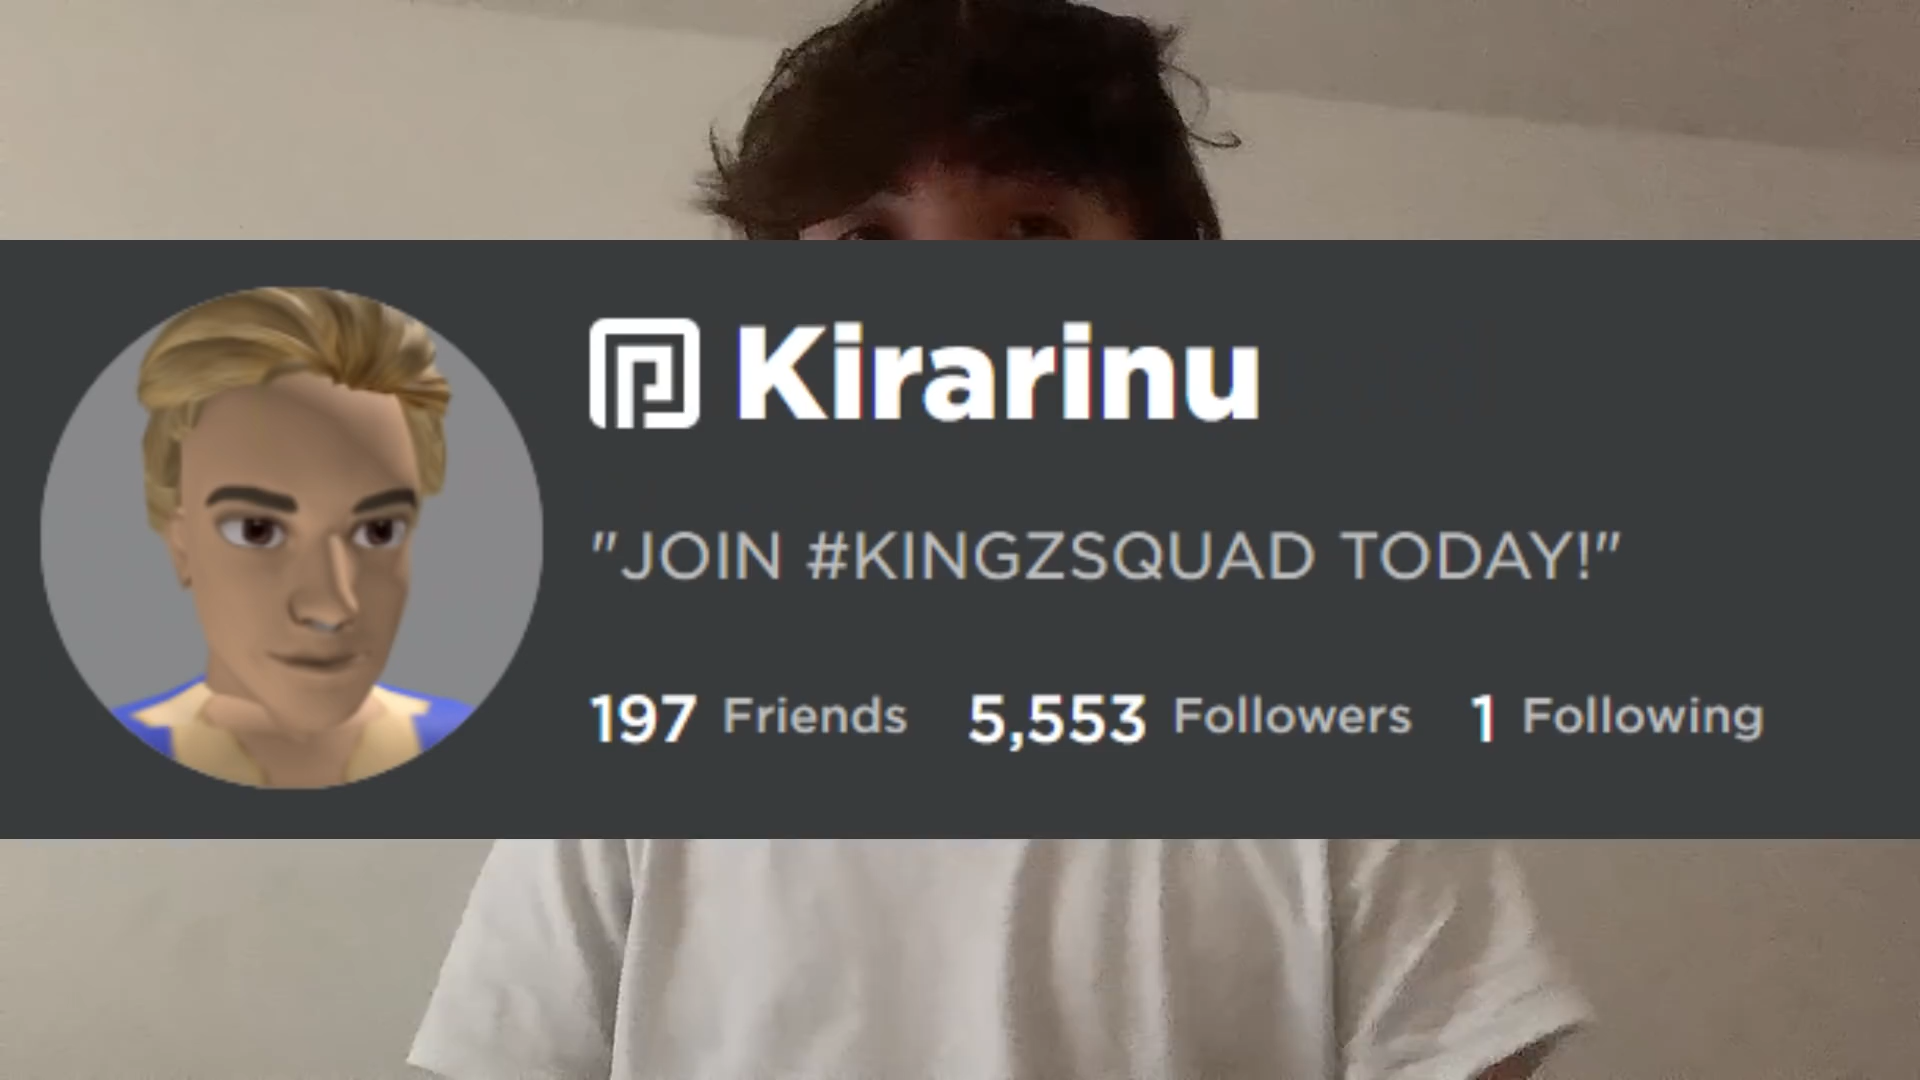 Kirarinu
"JOIN #KINGZSQUAD TODAY!"
197 Friends 5,553 Followers 1 Following